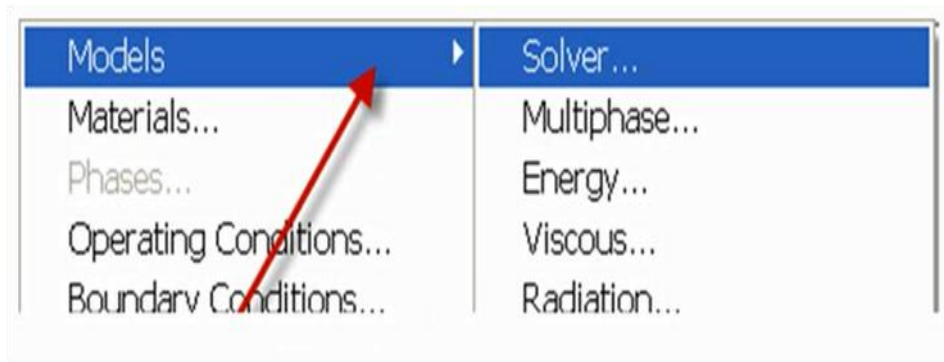 Models
Materials...
Phases...
Operating Conditions...
Boundary Conditions...
Solver...
Multiphase...
Energy...
Viscous...
Radiation...